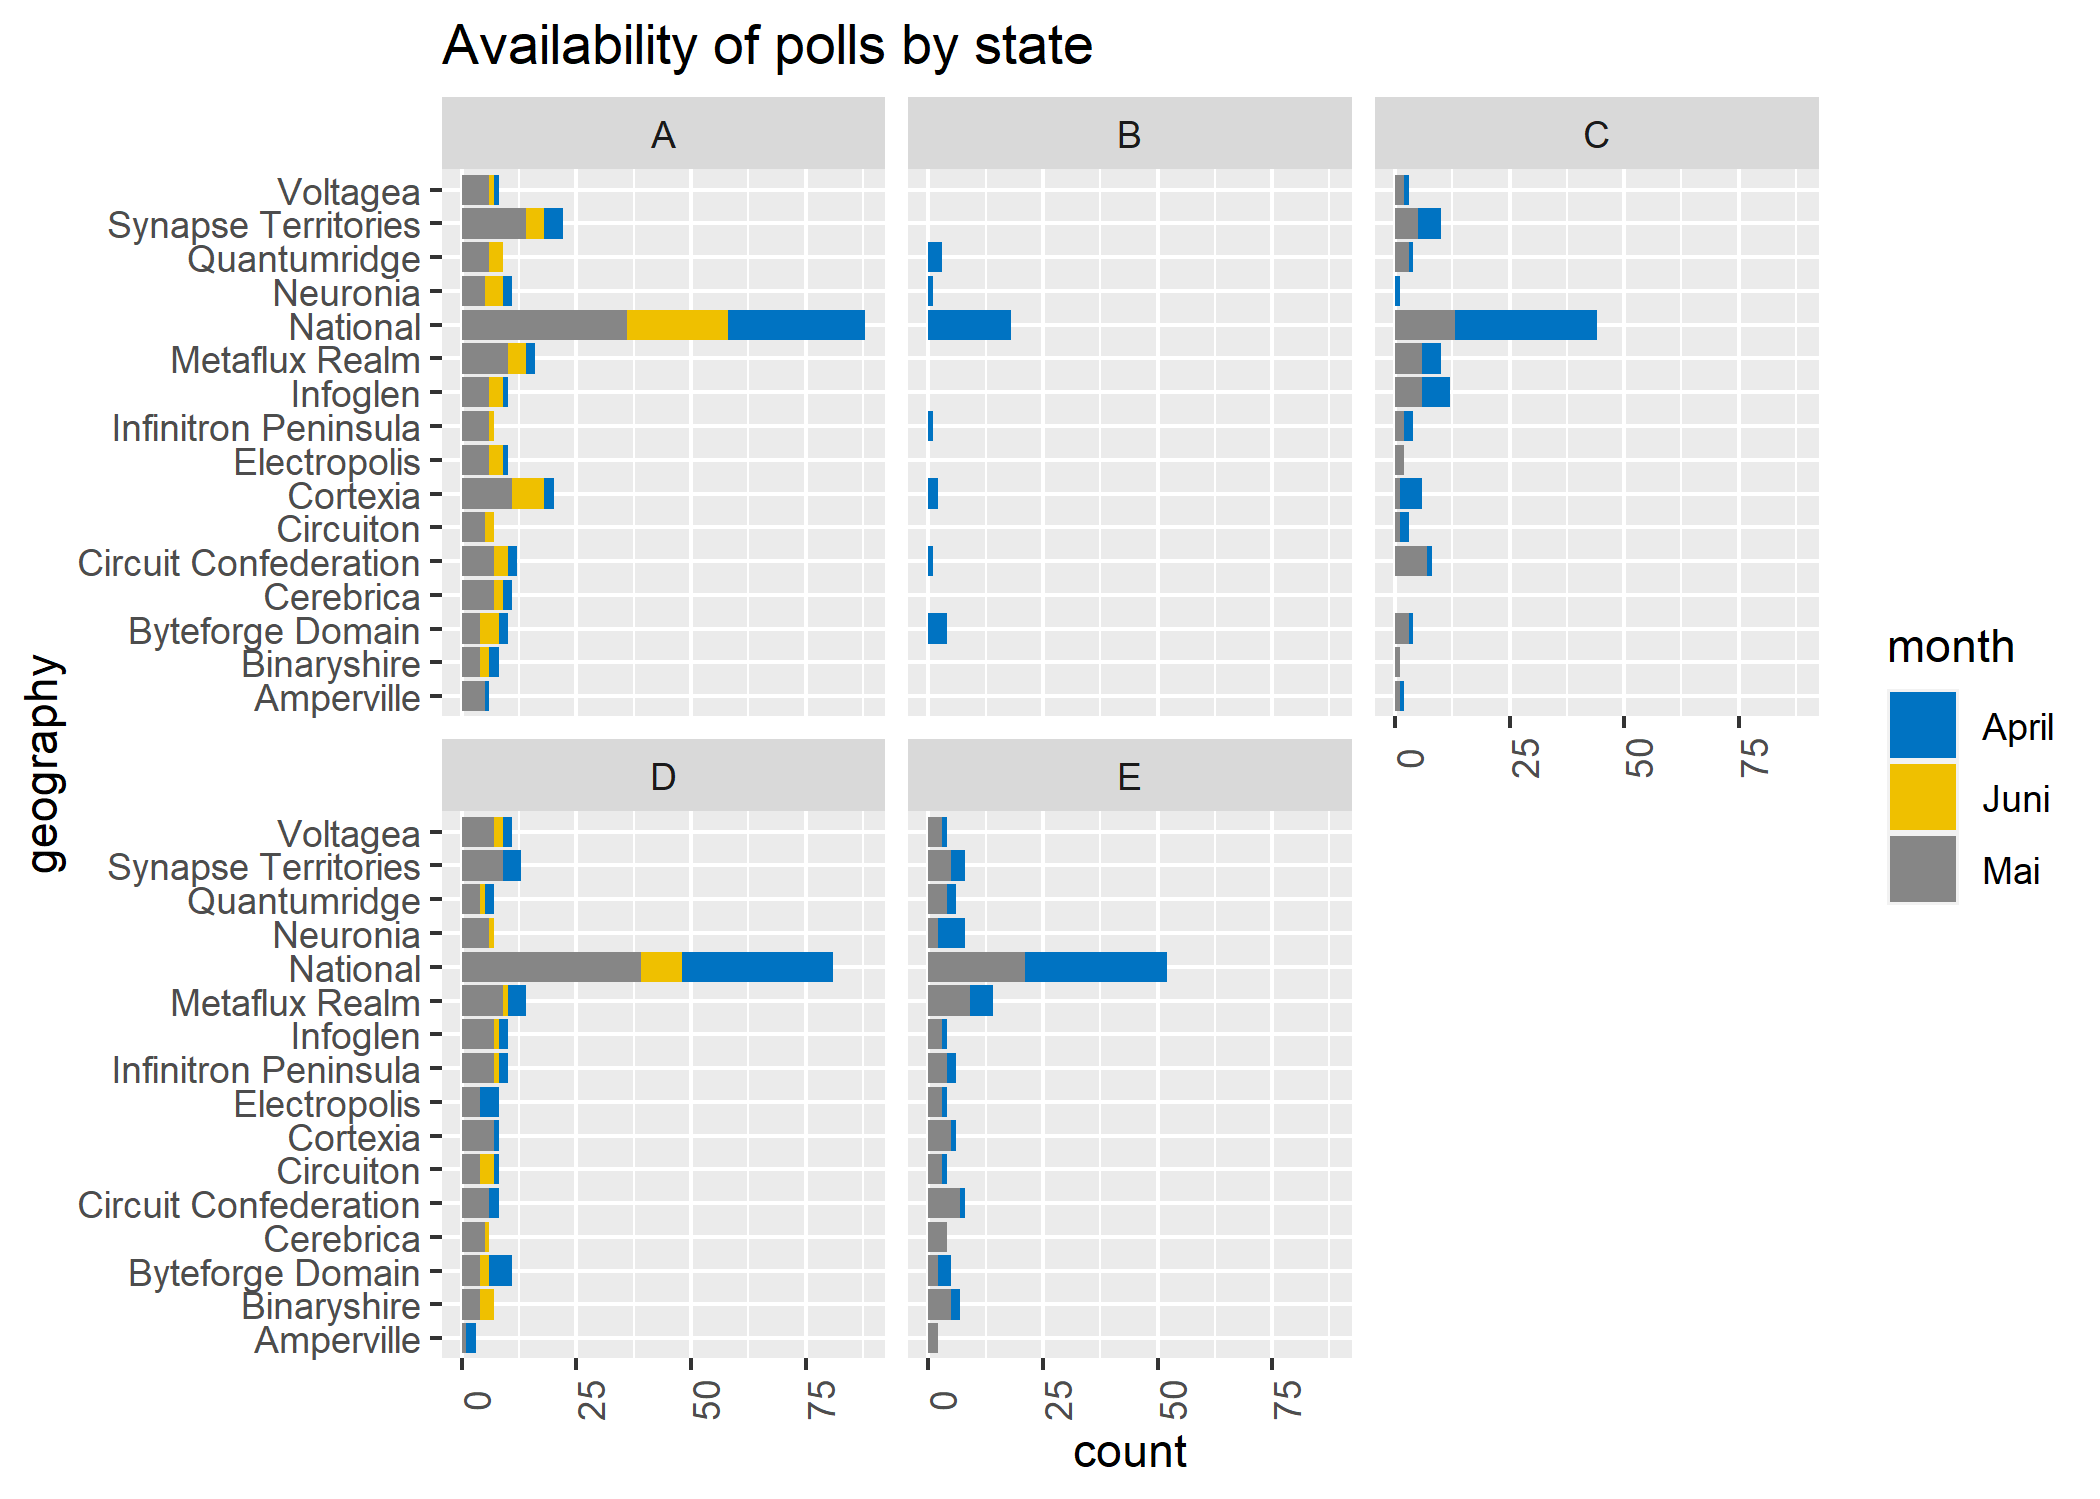 Availability of polls by state
A
B
C
Voltagea
Synapse Territories
Quantumridge
Neuronia
National
Metaflux Realm
Infoglen
Infinitron Peninsula
Electropolis
Cortexia
Circuiton
Circuit Confederation
Cerebrica
Byteforge Domain
Binaryshire
Amperville
0
25
50
75
D
E
Voltagea
Synapse Territories
Quantumridge
Neuronia
National
Metaflux Realm
Infoglen
Infinitron Peninsula
Electropolis
Cortexia
Circuiton
Circuit Confederation
Cerebrica
Byteforge Domain
Binaryshire
Amperville
0
25
50
75
0
25
50
75
count
geography
month
April
Juni
Mai